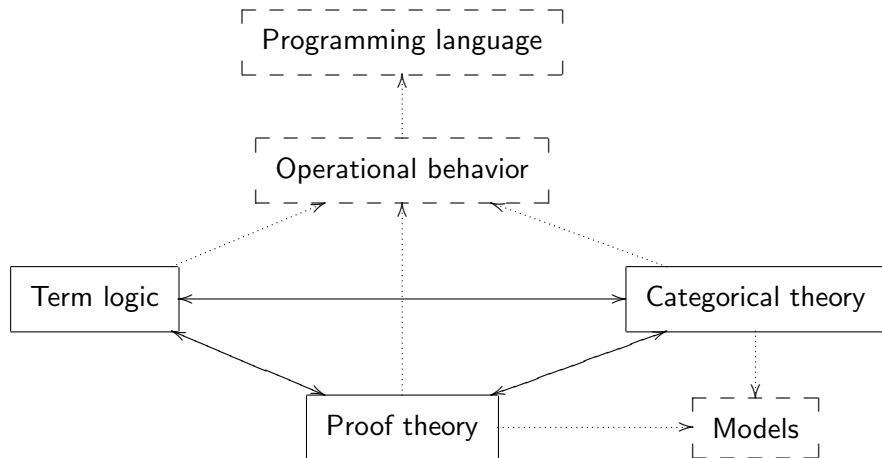 Programming language
Operational behavior
Term logic
Categorical theory
Proof theory
Models